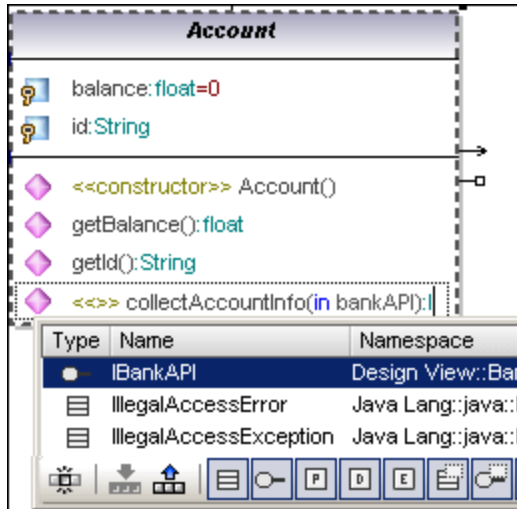 Account
balance:float=0
id:String
<<constructor>> Account()
getBalance():float
getId():String
<<>> collectAccountInfo(in bankAPI):I
Type Name Namespace
IBankAPI Design View::Ban
IllegalAccessError Java Lang::java::l
IllegalAccessException Java Lang::java::l
P D E